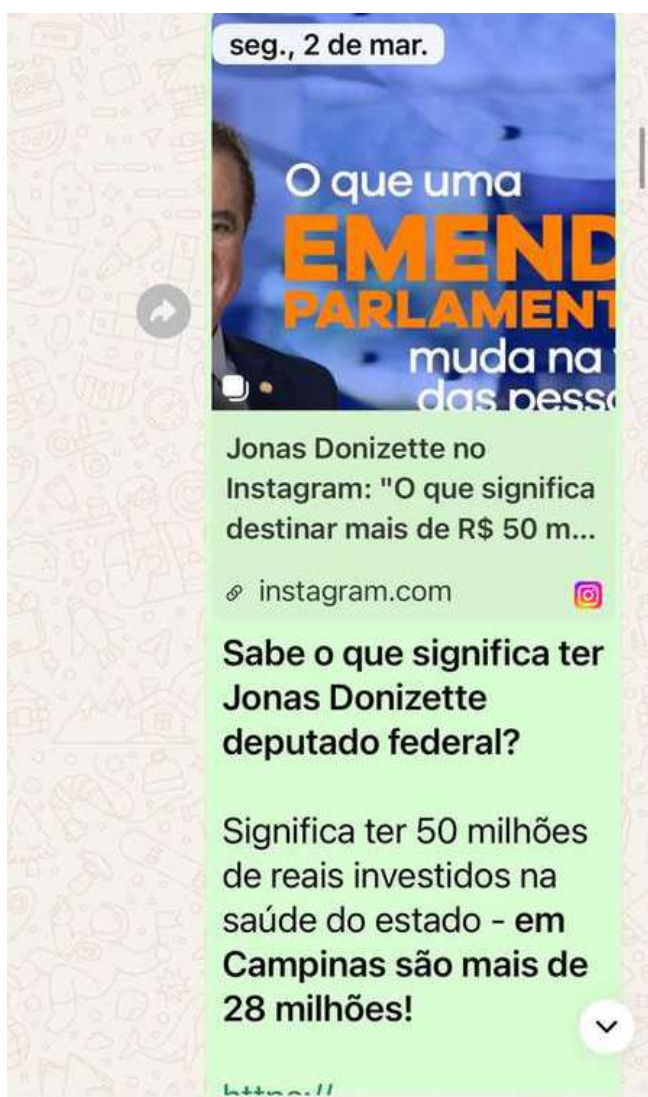 seg., 2 de mar.
O que uma
EMEND
PARLAMENT
muda na
das
Jonas Donizette no
Instagram: "O que significa
destinar mais de R$ 50 m...
instagram.com
Sabe o que significa ter
Jonas Donizette
deputado federal?
Significa ter 50 milhões
de reais investidos na
saúde do estado - em
Campinas são mais de
28 milhões!